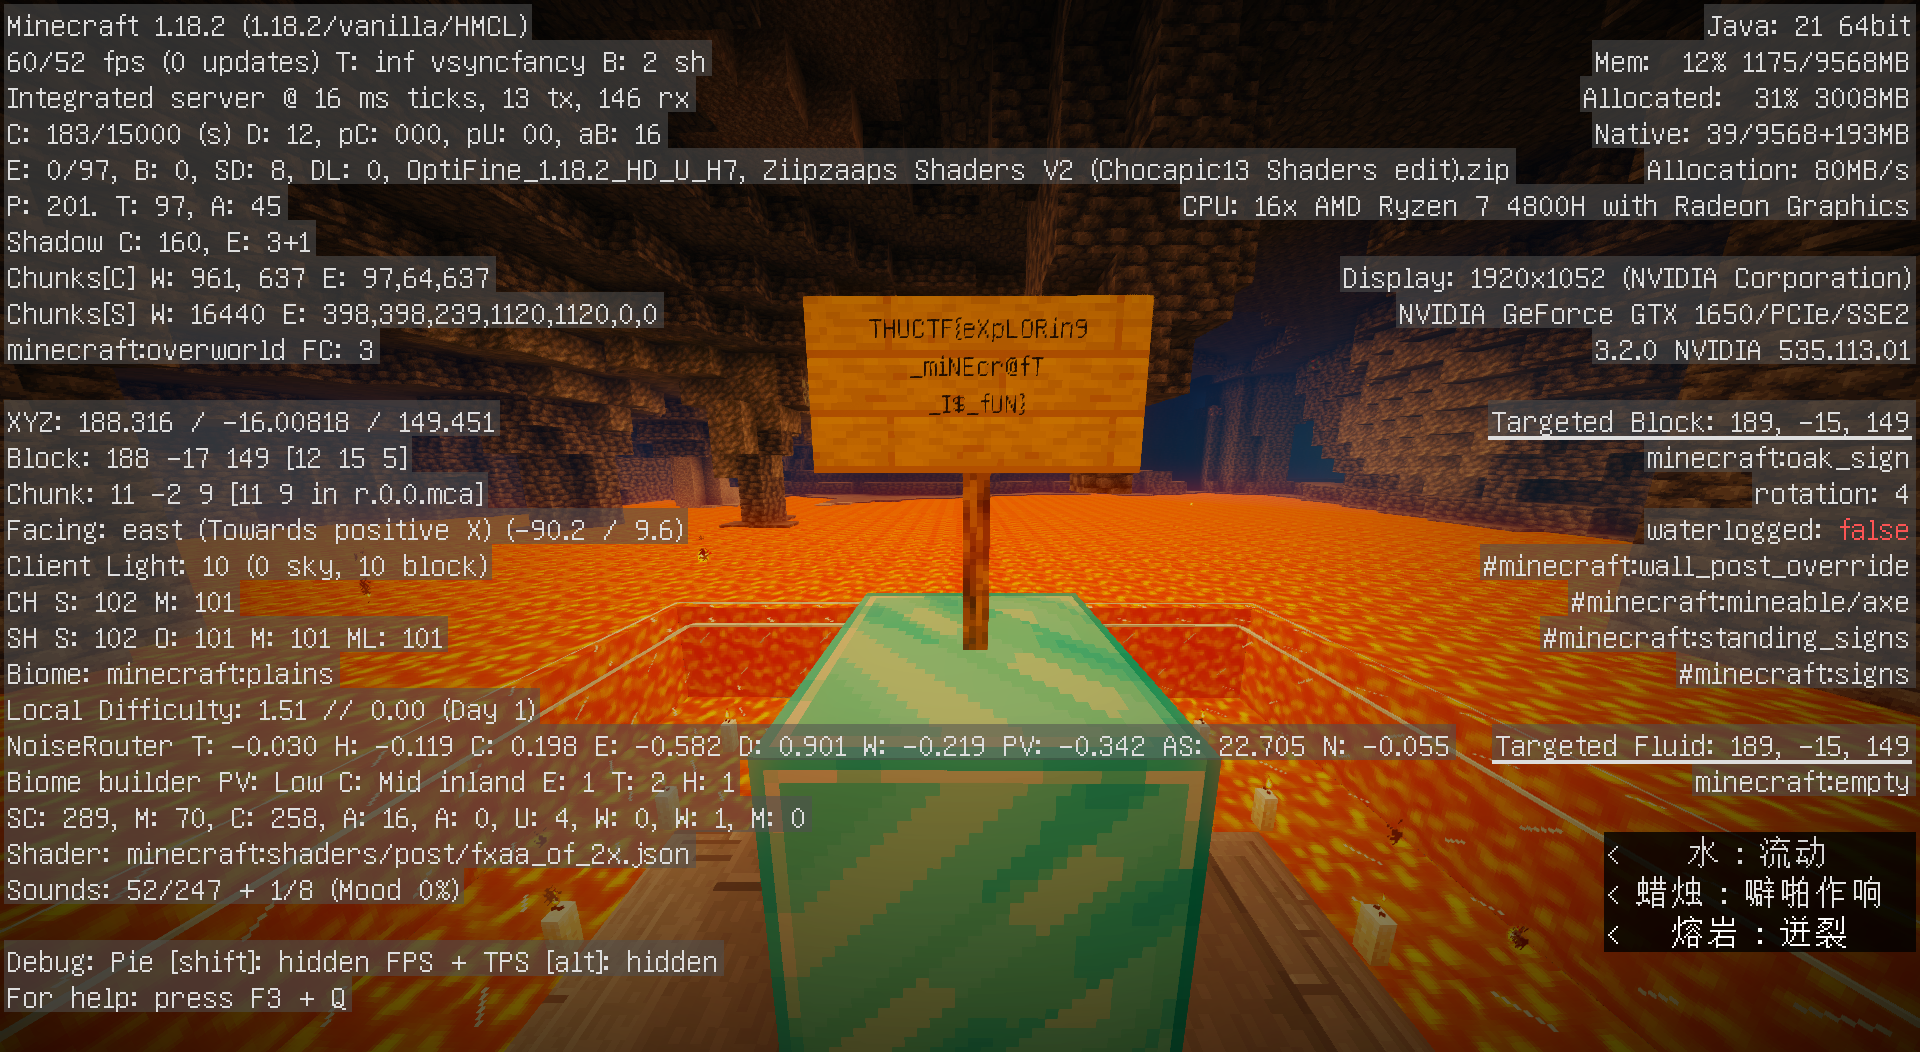 Minecraft 1.18.2 (1.18.2/vanilla/HMCL)
60/52 fps (0 updates) T: inf vsyncfancy B: 2 sh
Integrated server @ 16 ms ticks, 13 tx, 146 rx
C: 183/15000 (s) D: 12, pC: 000, pU: 00, aB: 16
E: 0/97, B: 0, SD: 8, DL: 0, OptiFine_1.18.2_HD_U_H7, Ziipzaaps Shaders V2 (Chocapic13 Shaders edit).zip
P: 201. T: 97, A: 45
Shadow C: 160, E: 3+1
Chunks[C] W: 961, 637 E: 97,64,637
Chunks[S] W: 16440 E: 398,398,239,1120,1120,0,0
minecraft:overworld FC: 3
XYZ: 188.316 / -16.00818 / 149.451
Block: 188 -17 149 [12 15 5]
Chunk: 11 -2 9 [11 9 in r.0.0.mca]
Facing: east (Towards positive X) (-90.2 / 9.6)
Client Light: 10 (0 sky, 10 block)
CH S: 102 M: 101
SH S: 102 O: 101 M: 101 ML: 101
Biome: minecraft:plains
Local Difficulty: 1.51 // 0.00 (Day 1)
NoiseRouter T: -0.030 H: -0.119 C: 0.198 E: -0.582 D: 0.901 W: -0.219 PV: -0.342 AS: 22.705 N: -0.055
Biome builder PV: Low C: Mid inland E: 1 T: 2 H: 1
SC: 289, M: 70, C: 258, A: 16, A: 0, U: 4, W: 0, W: 1, M: 0
Shader: minecraft:shaders/post/fxaa_of_2x.json
Sounds: 52/247 + 1/8 (Mood 0%)
Debug: Pie [shift]: hidden FPS + TPS [alt]: hidden
For help: press F3 + Q
THUCTF{eXpLORin9
_miNEcr@fT
_I$_fUN}
Java: 21 64bit
Mem: 12% 1175/9568MB
Allocated: 31% 3008MB
Native: 39/9568+193MB
Allocation: 80MB/s
CPU: 16x AMD Ryzen 7 4800H with Radeon Graphics
Display: 1920x1052 (NVIDIA Corporation)
NVIDIA GeForce GTX 1650/PCIe/SSE2
3.2.0 NVIDIA 535.113.01
Targeted Block: 189, -15, 149
minecraft:oak_sign
rotation: 4
waterlogged: false
#minecraft:wall_post_override
#minecraft:mineable/axe
#minecraft:standing_signs
#minecraft:signs
Targeted Fluid: 189, -15, 149
minecraft:empty
< 水：流动
< 蜡烛：噼啪作响
< 熔岩：迸裂